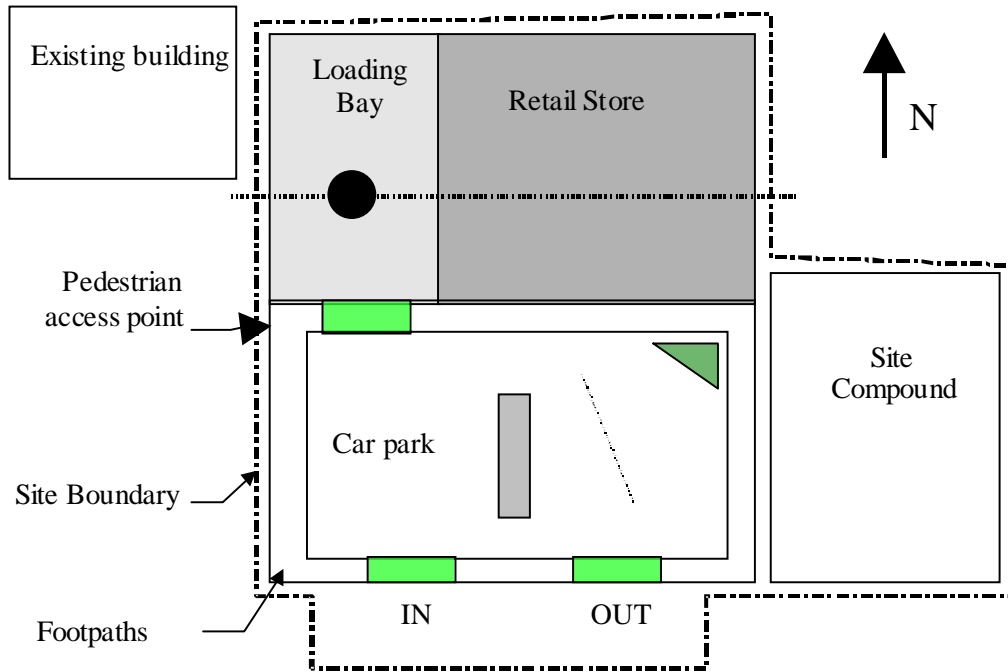 Existing building
Loading
Bay
Retail Store
N
Pedestrian
access point
Site
Compound
Car park
Site Boundary
IN
OUT
Footpaths